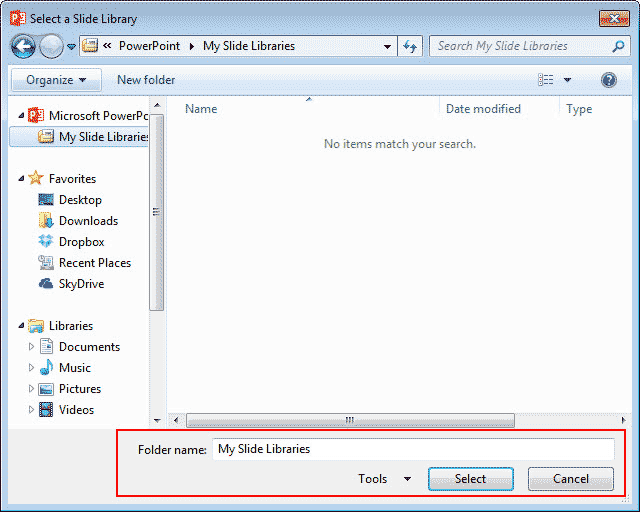 Select a Slide Library
PowerPoint My Slide Libraries
Search My Slide Libraries
Organize New folder
Microsoft PowerPo
My Slide Libraries
Favorites
Desktop
Downloads
Dropbox
Recent Places
SkyDrive
Libraries
Documents
Music
Pictures
Videos
Name Date modified Type
No items match your search.
Folder name: My Slide Libraries
Tools Select Cancel